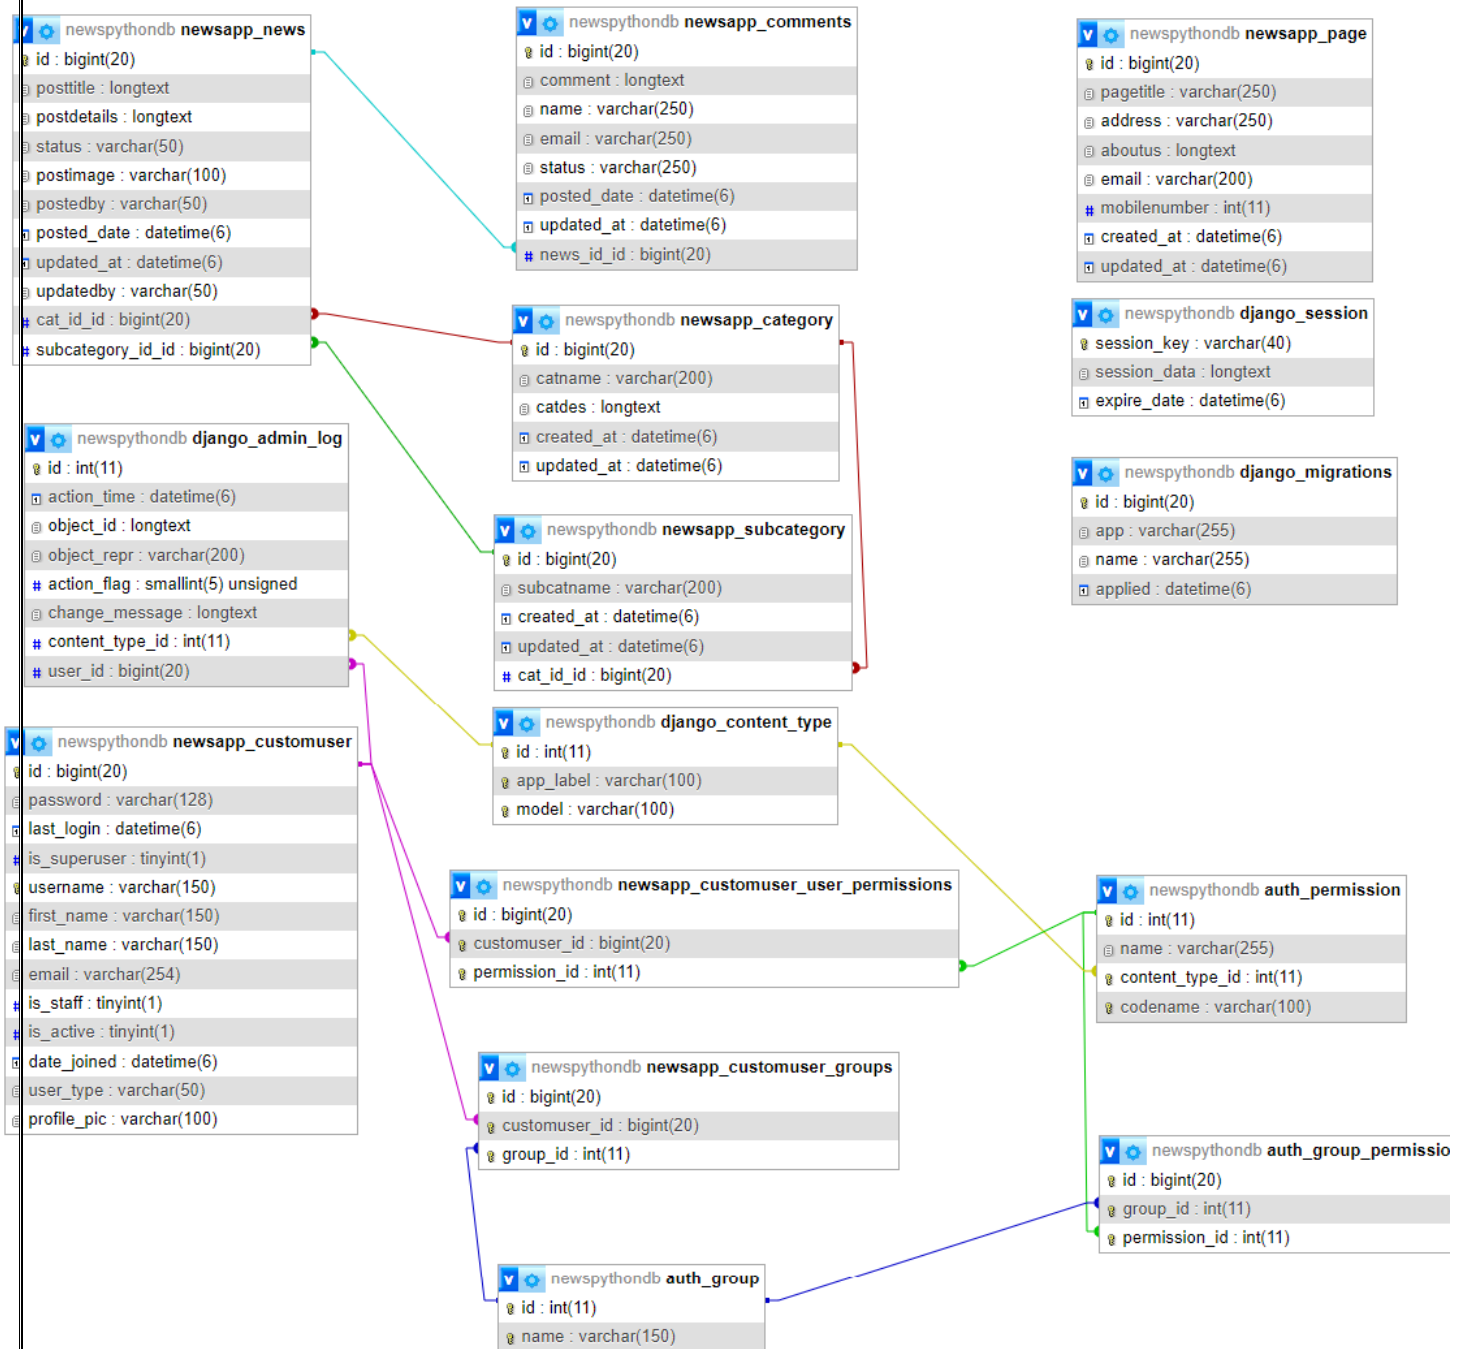 newspythondb newsapp_news
id : bigint(20)
posttitle : longtext
postdetails : longtext
status : varchar(50)
postimage : varchar(100)
postedby : varchar(50)
posted_date : datetime(6)
updated_at : datetime(6)
updatedby : varchar(50)
cat_id_id : bigint(20)
subcategory_id_id : bigint(20)
newspythondb newsapp_comments
id : bigint(20)
comment : longtext
name : varchar(250)
email : varchar(250)
status : varchar(250)
posted_date : datetime(6)
updated_at : datetime(6)
news_id_id : bigint(20)
newspythondb newsapp_page
id : bigint(20)
pagetitle : varchar(250)
address : varchar(250)
aboutus : longtext
email : varchar(200)
mobilenumber : int(11)
created_at : datetime(6)
updated_at : datetime(6)
newspythondb newsapp_category
id : bigint(20)
catname : varchar(200)
catdes : longtext
created_at : datetime(6)
updated_at : datetime(6)
newspythondb django_session
session_key : varchar(40)
session_data : longtext
expire_date : datetime(6)
newspythondb django_admin_log
id : int(11)
action_time : datetime(6)
object_id : longtext
object_repr : varchar(200)
action_flag : smallint(5) unsigned
change_message : longtext
content_type_id : int(11)
user_id : bigint(20)
newspythondb newsapp_subcategory
id : bigint(20)
subcatname : varchar(200)
created_at : datetime(6)
updated_at : datetime(6)
cat_id_id : bigint(20)
newspythondb django_migrations
id : bigint(20)
app : varchar(255)
name : varchar(255)
applied : datetime(6)
newspythondb newsapp_customuser
id : bigint(20)
password : varchar(128)
last_login : datetime(6)
is_superuser : tinyint(1)
username : varchar(150)
first_name : varchar(150)
last_name : varchar(150)
email : varchar(254)
is_staff : tinyint(1)
is_active : tinyint(1)
date_joined : datetime(6)
user_type : varchar(50)
profile_pic : varchar(100)
newspythondb django_content_type
id : int(11)
app_label : varchar(100)
model : varchar(100)
newspythondb newsapp_customuser_user_permissions
id : bigint(20)
customuser_id : bigint(20)
permission_id : int(11)
newspythondb auth_permission
id : int(11)
name : varchar(255)
content_type_id : int(11)
codename : varchar(100)
newspythondb newsapp_customuser_groups
id : bigint(20)
customuser_id : bigint(20)
group_id : int(11)
newspythondb auth_group_permissio
id : bigint(20)
group_id : int(11)
permission_id : int(11)
newspythondb auth_group
id : int(11)
name : varchar(150)